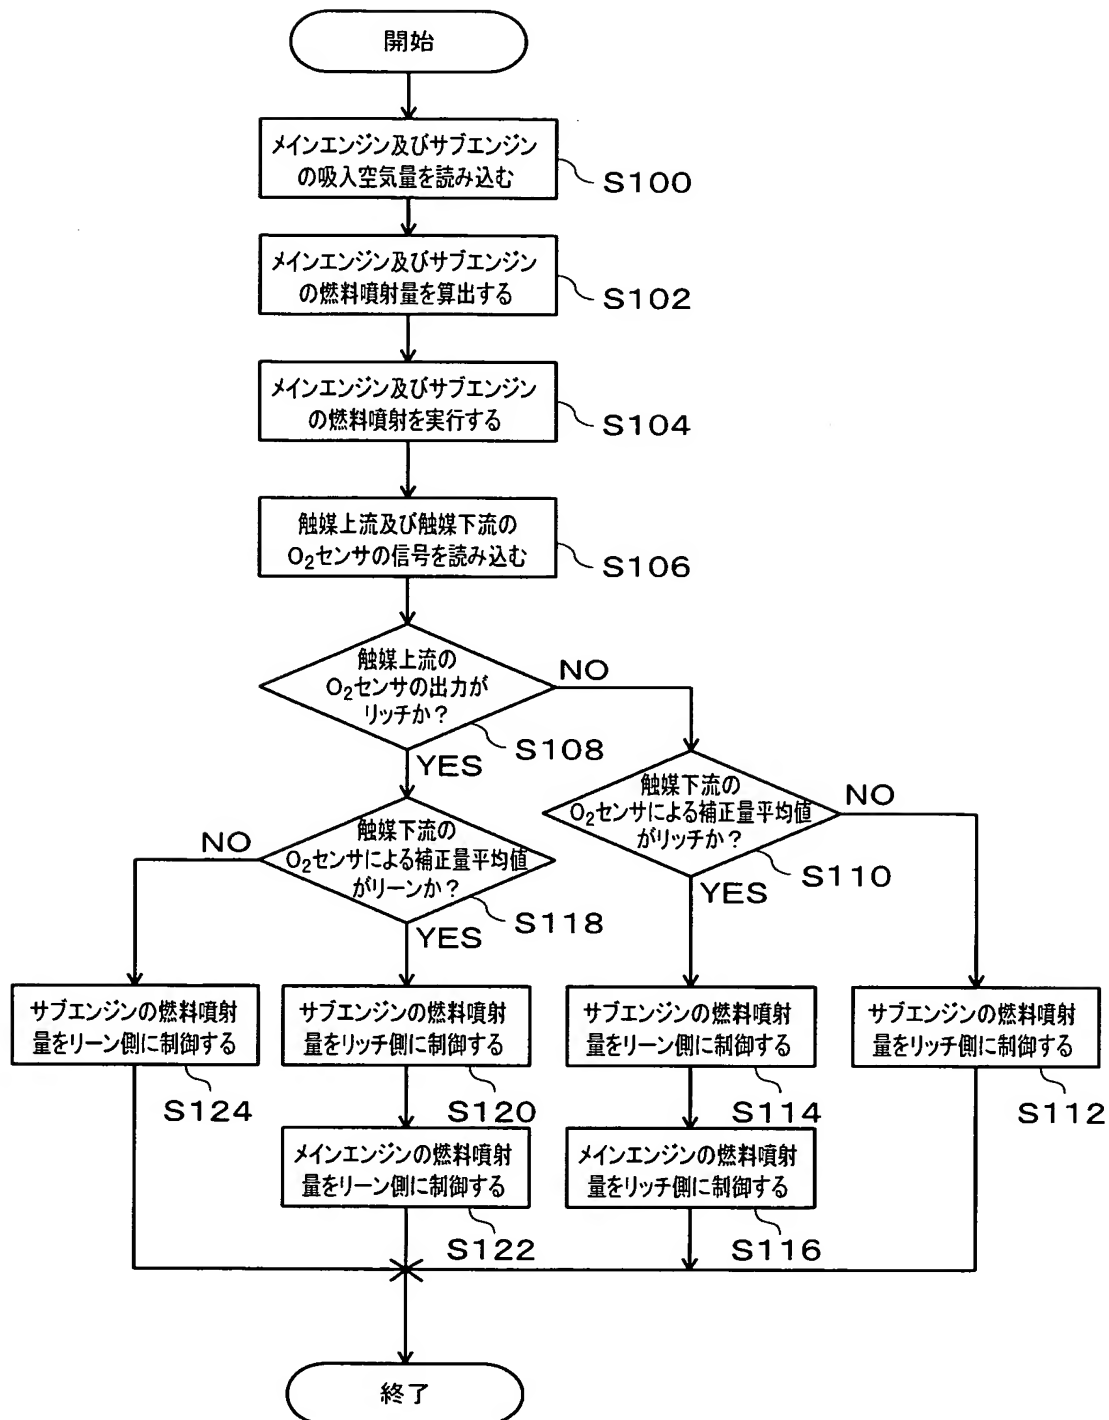 開始
メインエンジン及びサブエンジン
の吸入空気量を読み込む
S100
メインエンジン及びサブエンジン
の燃料噴射量を算出する
S102
メインエンジン及びサブエンジン
の燃料噴射を実行する
S104
触媒上流及び触媒下流の
O₂センサの信号を読み込む
S106
触媒上流の
O₂センサの出力が
リッチか？
NO
S108
YES
触媒下流の
O₂センサによる補正量平均値
がリッチか？
NO
S110
YES
触媒下流の
O₂センサによる補正量平均値
がリーンか？
NO
S118
YES
サブエンジンの燃料噴射
量をリーン側に制御する
S124
サブエンジンの燃料噴射
量をリッチ側に制御する
S120
サブエンジンの燃料噴射
量をリーン側に制御する
S114
サブエンジンの燃料噴射
量をリッチ側に制御する
S112
メインエンジンの燃料噴射
量をリーン側に制御する
S122
メインエンジンの燃料噴射
量をリッチ側に制御する
S116
終了